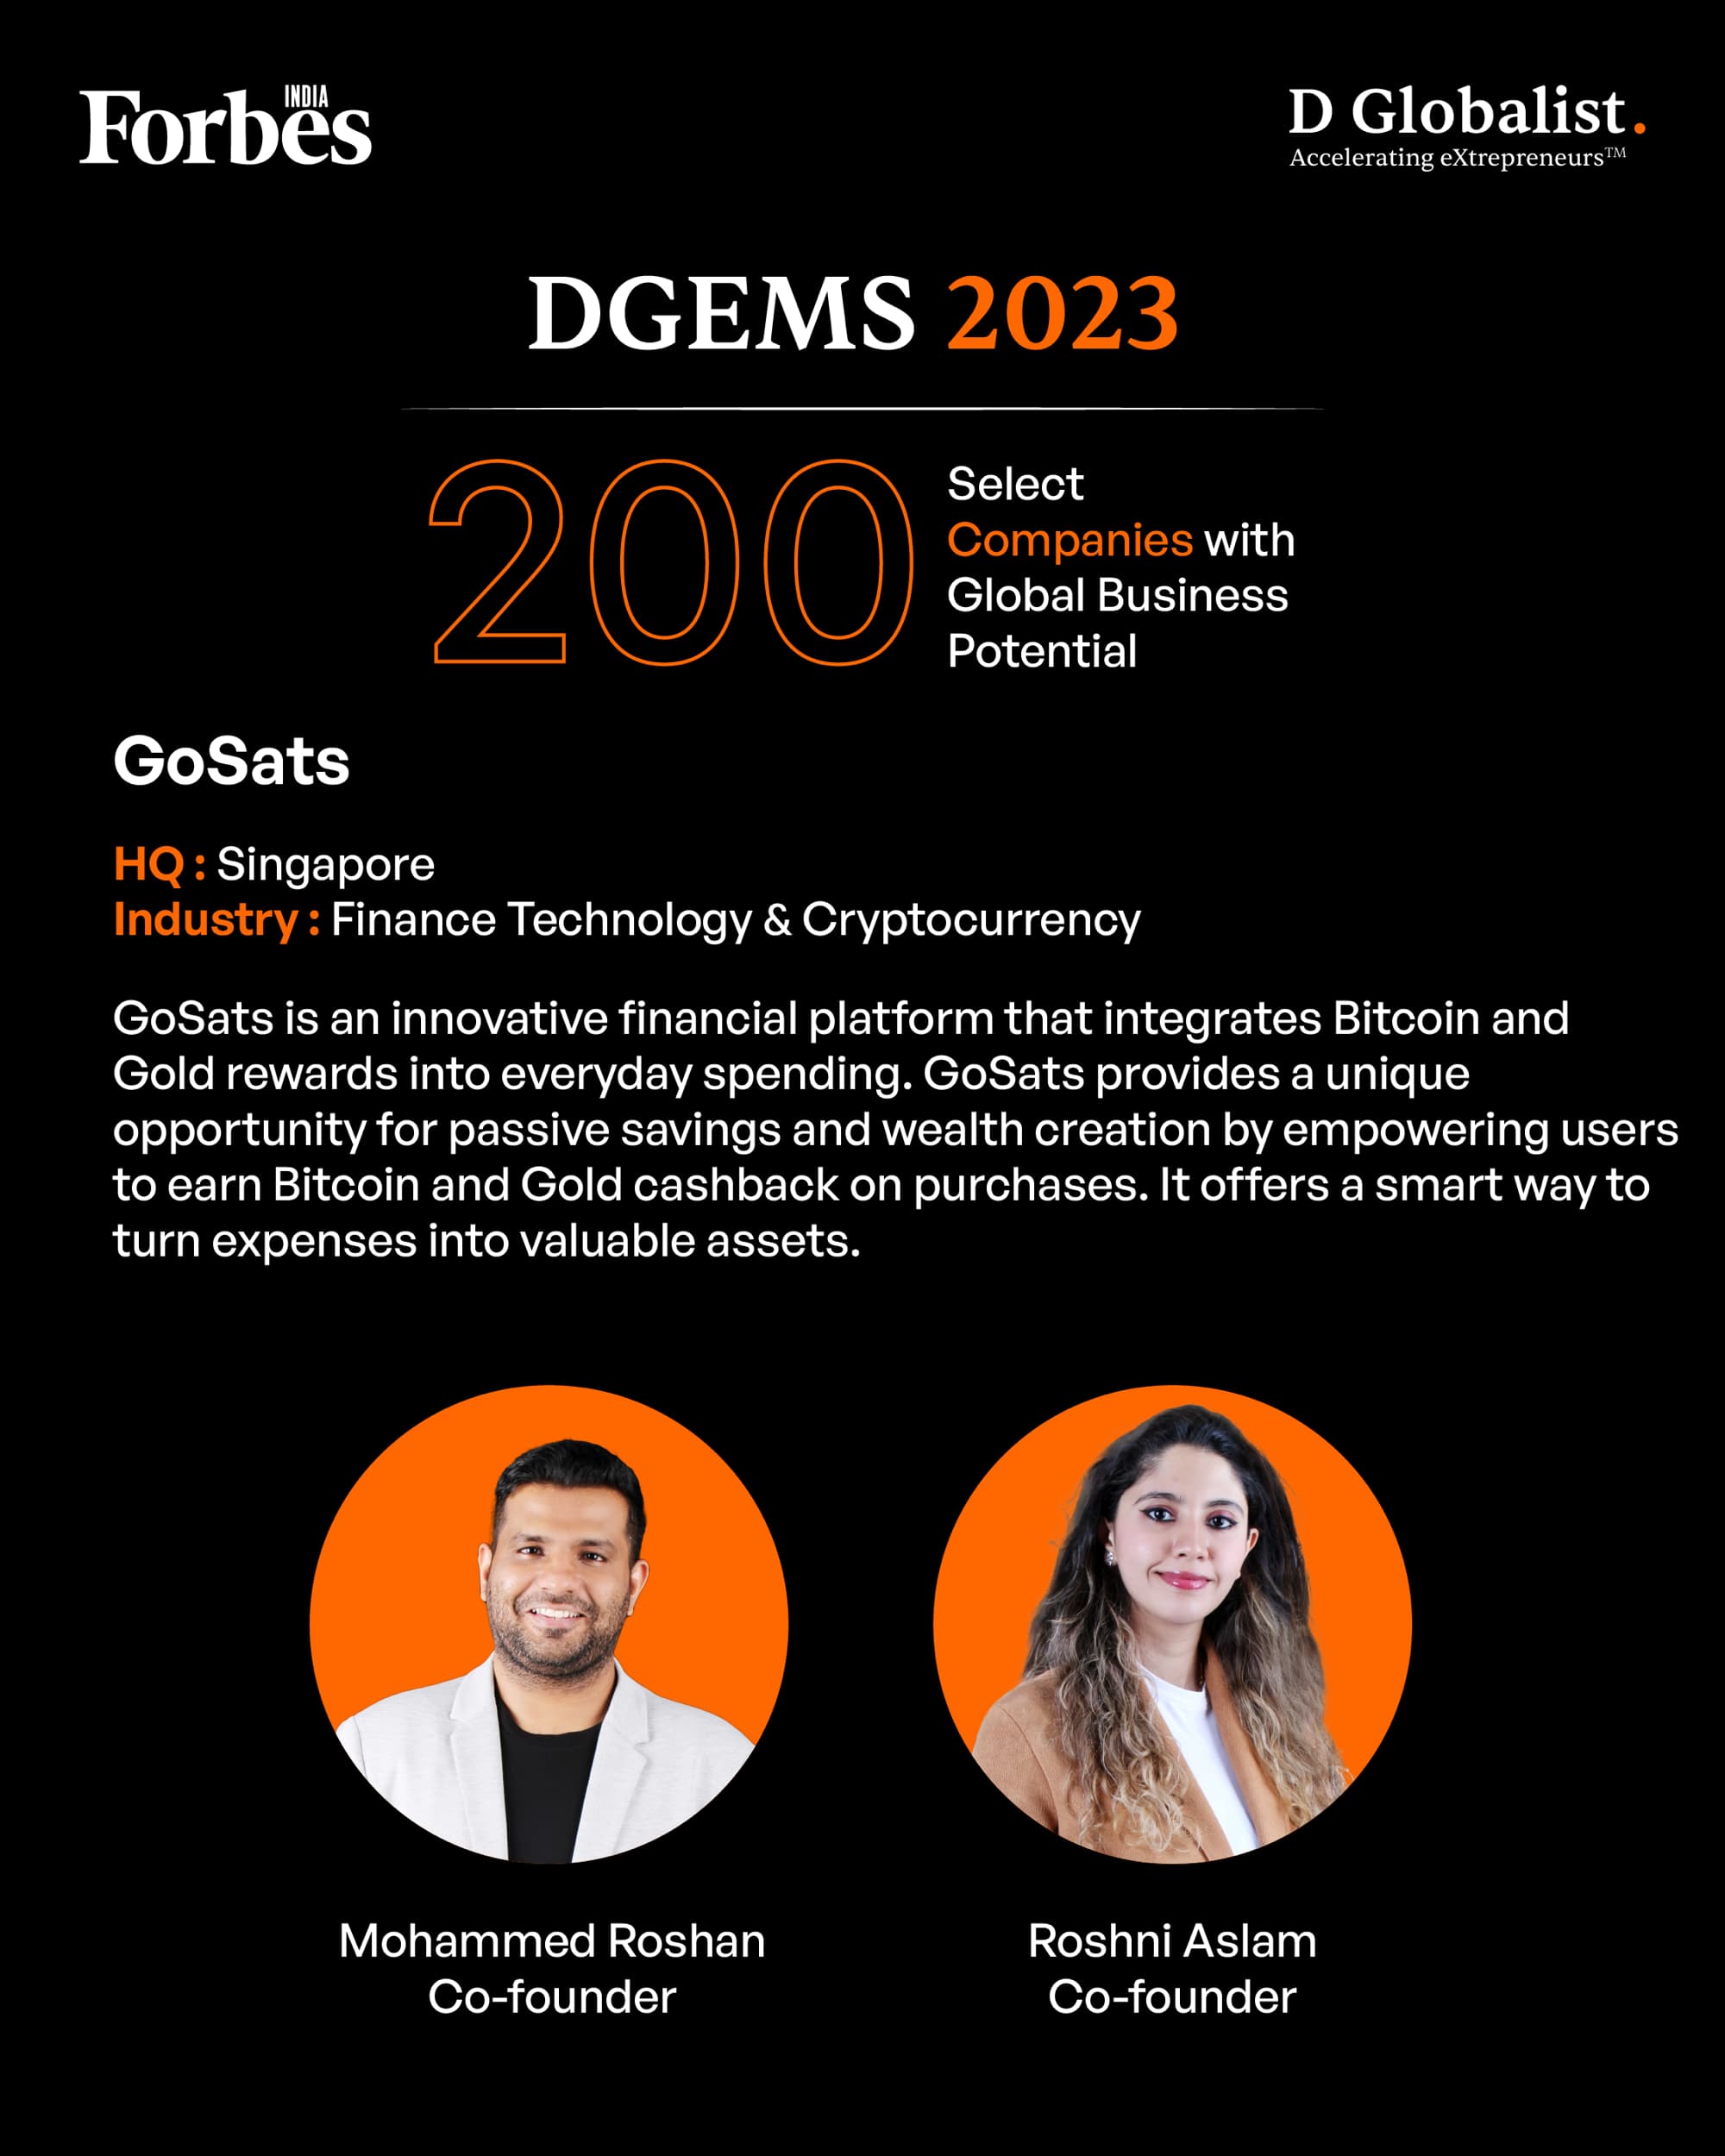 Forbes INDIA
D Globalist.
Accelerating eXtrepreneurs™
DGEMS 2023
200
Select
Companies with
Global Business
Potential
GoSats
HQ : Singapore
Industry : Finance Technology & Cryptocurrency
GoSats is an innovative financial platform that integrates Bitcoin and
Gold rewards into everyday spending. GoSats provides a unique
opportunity for passive savings and wealth creation by empowering users
to earn Bitcoin and Gold cashback on purchases. It offers a smart way to
turn expenses into valuable assets.
Mohammed Roshan
Co-founder
Roshni Aslam
Co-founder